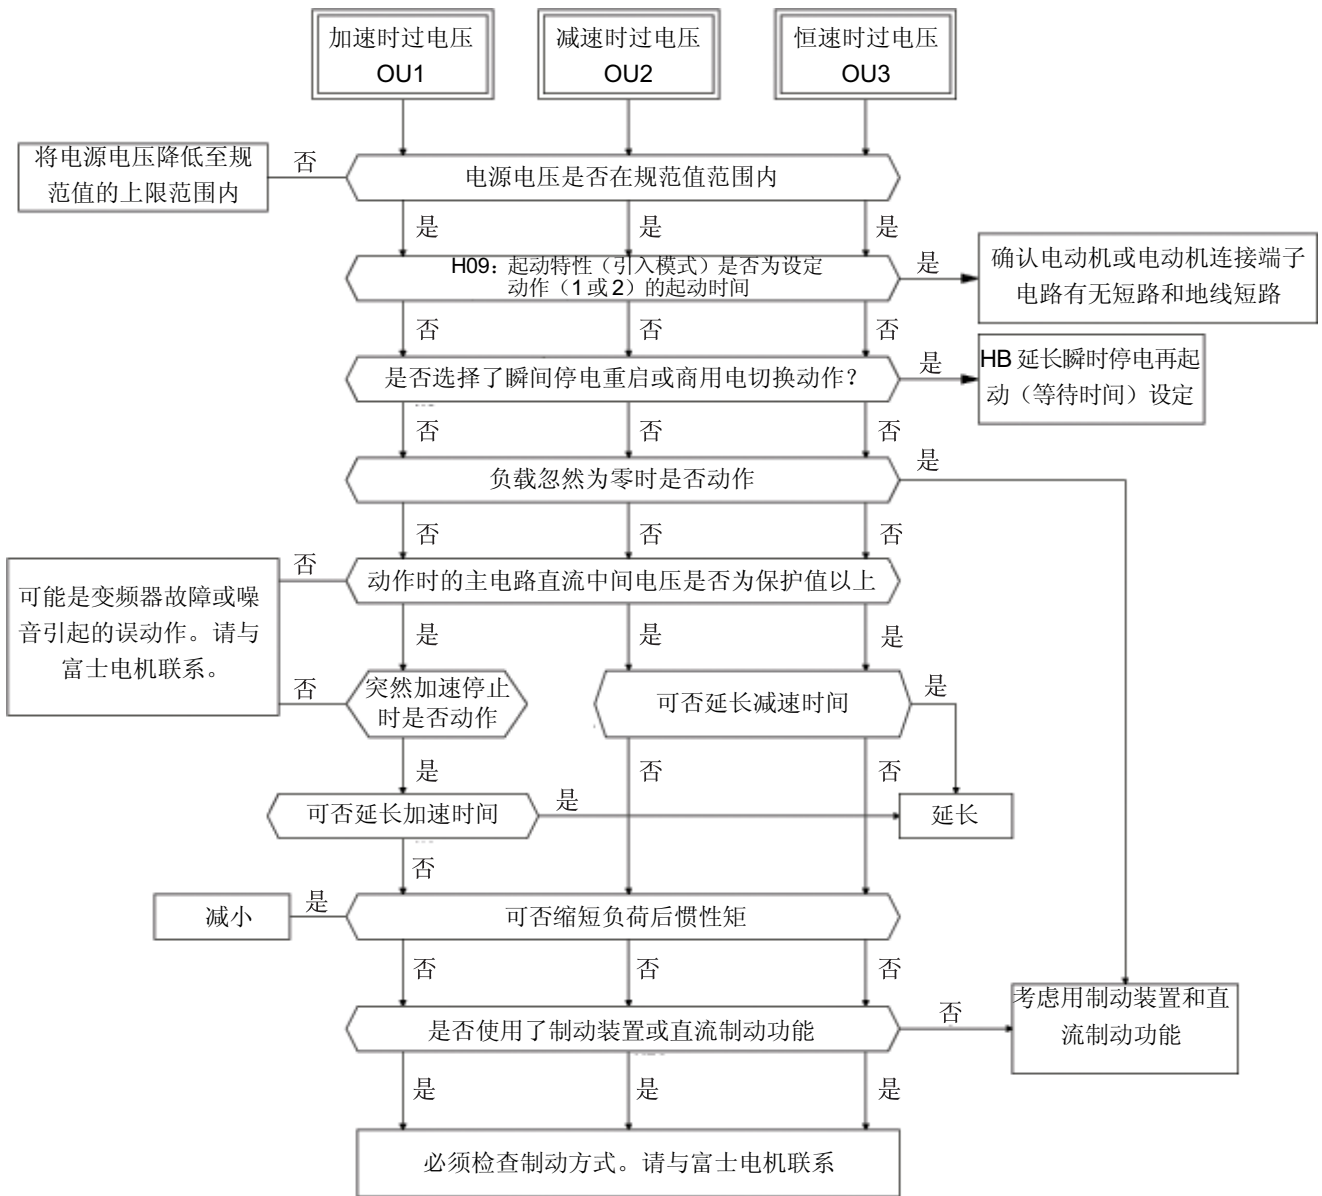 加速时过电压
OU1
减速时过电压
OU2
恒速时过电压
OU3
将电源电压降低至规
范值的上限范围内
否
电源电压是否在规范值范围内
是
是
是
H09：起动特性（引入模式）是否为设定
动作（1或2）的起动时间
是
确认电动机或电动机连接端子
电路有无短路和地线短路
否
否
否
是否选择了瞬间停电重启或商用电切换动作？
是
HB 延长瞬时停电再起
动（等待时间）设定
否
否
否
负载忽然为零时是否动作
是
否
否
否
可能是变频器故障或噪
音引起的误动作。请与
富士电机联系。
否
动作时的主电路直流中间电压是否为保护值以上
是
是
是
否
突然加速停止
时是否动作
可否延长减速时间
是
是
否
否
可否延长加速时间
是
延长
否
减小
是
可否缩短负荷后惯性矩
否
否
否
是否使用了制动装置或直流制动功能
否
考虑用制动装置和直
流制动功能
是
是
是
必须检查制动方式。请与富士电机联系